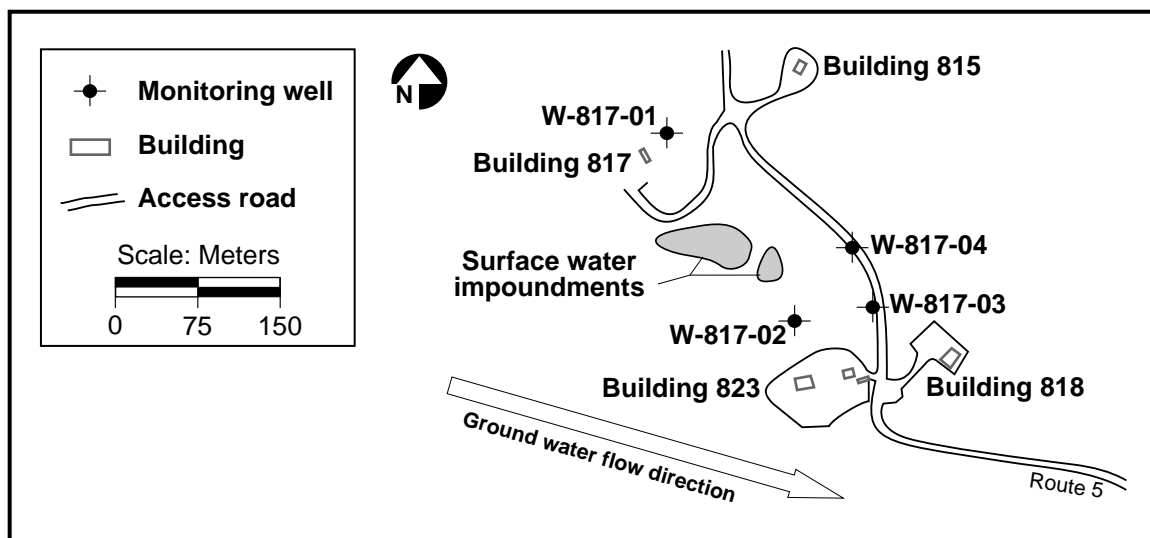 Monitoring well
Building
Access road
Scale: Meters
0 75 150
N
Building 815
W-817-01
Building 817
W-817-04
Surface water
impoundments
W-817-03
W-817-02
Building 823
Building 818
Ground water flow direction
Route 5